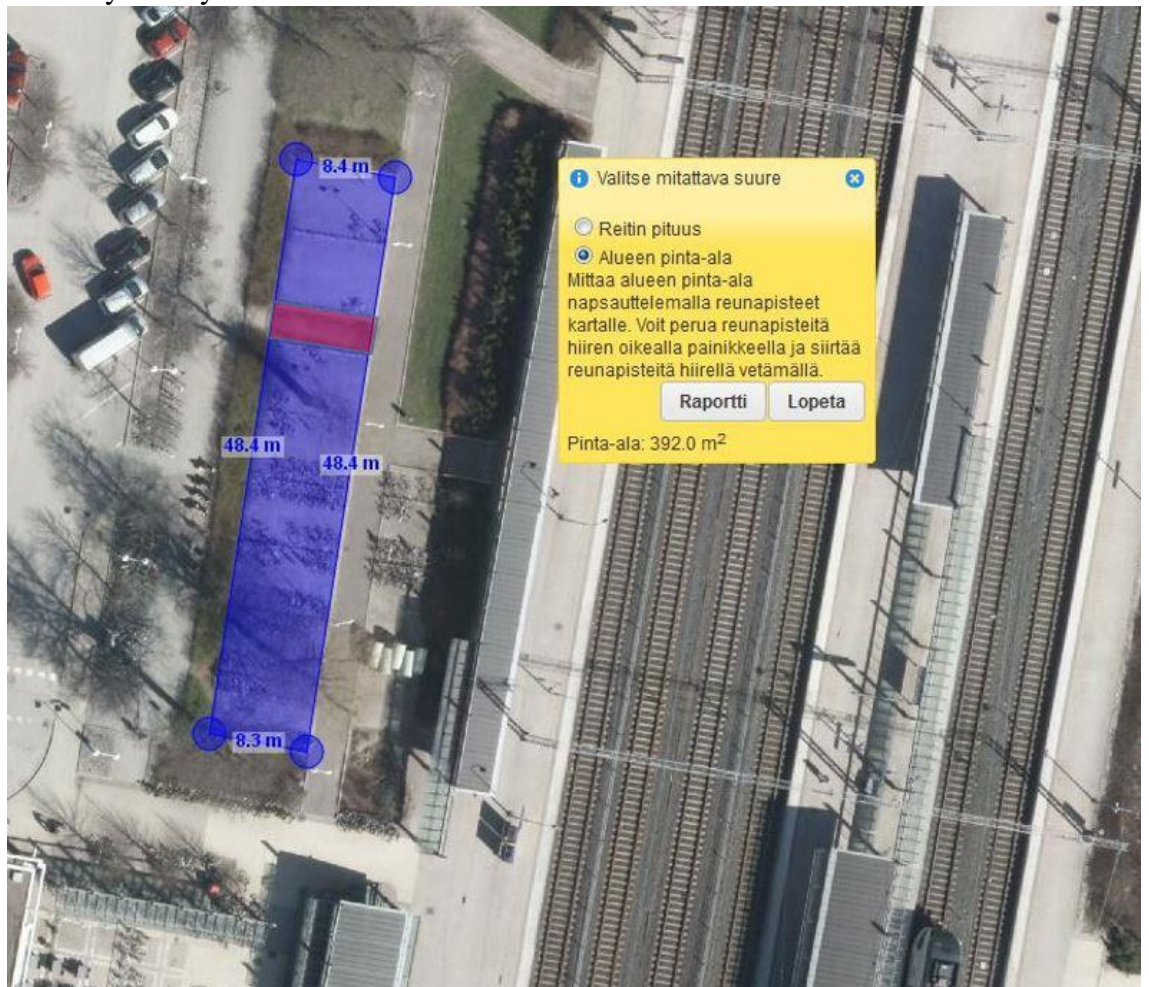 8.4 m
Valitse mitattava suure
Reitin pituus
Alueen pinta-ala
Mittaa alueen pinta-ala
napsauttelemalla reunapisteet
kartalle. Voit perua reunapisteitä
hiiren oikealla painikkeella ja siirtää
reunapisteitä hiirellä vetämällä.
Raportti Lopeta
Pinta-ala: 392.0 m²
48.4 m
48.4 m
8.3 m